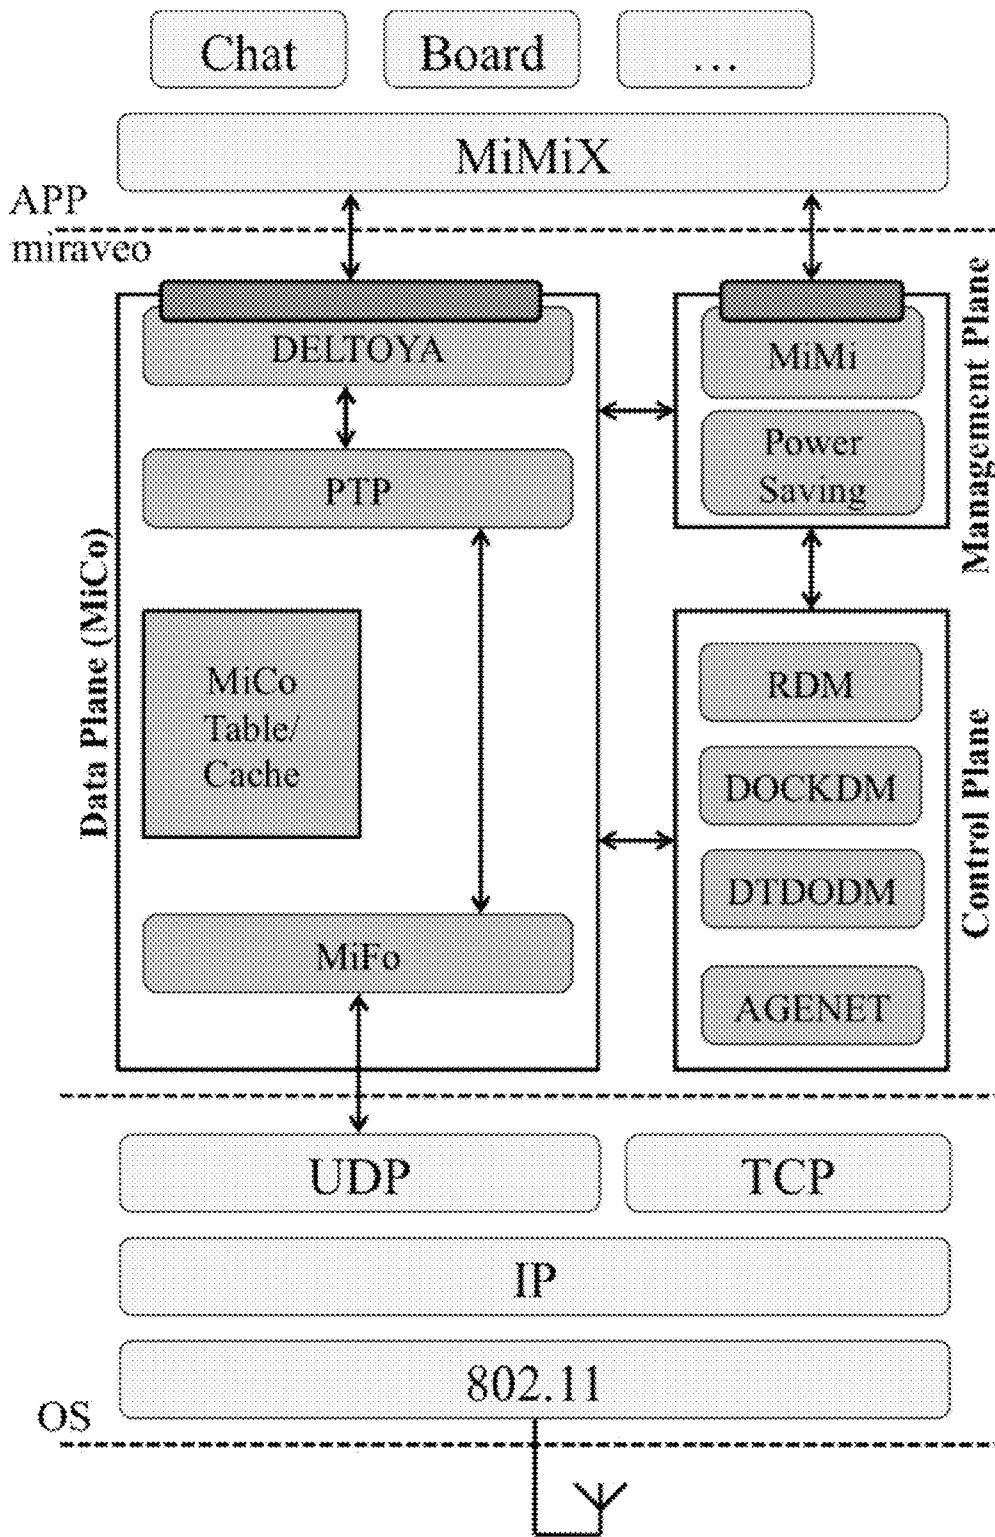 Chat
Board
...
MiMiX
APP
miraveo
DELTOYA
PTP
MiCo
Table/
Cache
MiFo
Data Plane (MiCo)
MiMi
Power
Saving
Management Plane
RDM
DOCKDM
DTDODM
AGENET
Control Plane
UDP
TCP
IP
802.11
OS